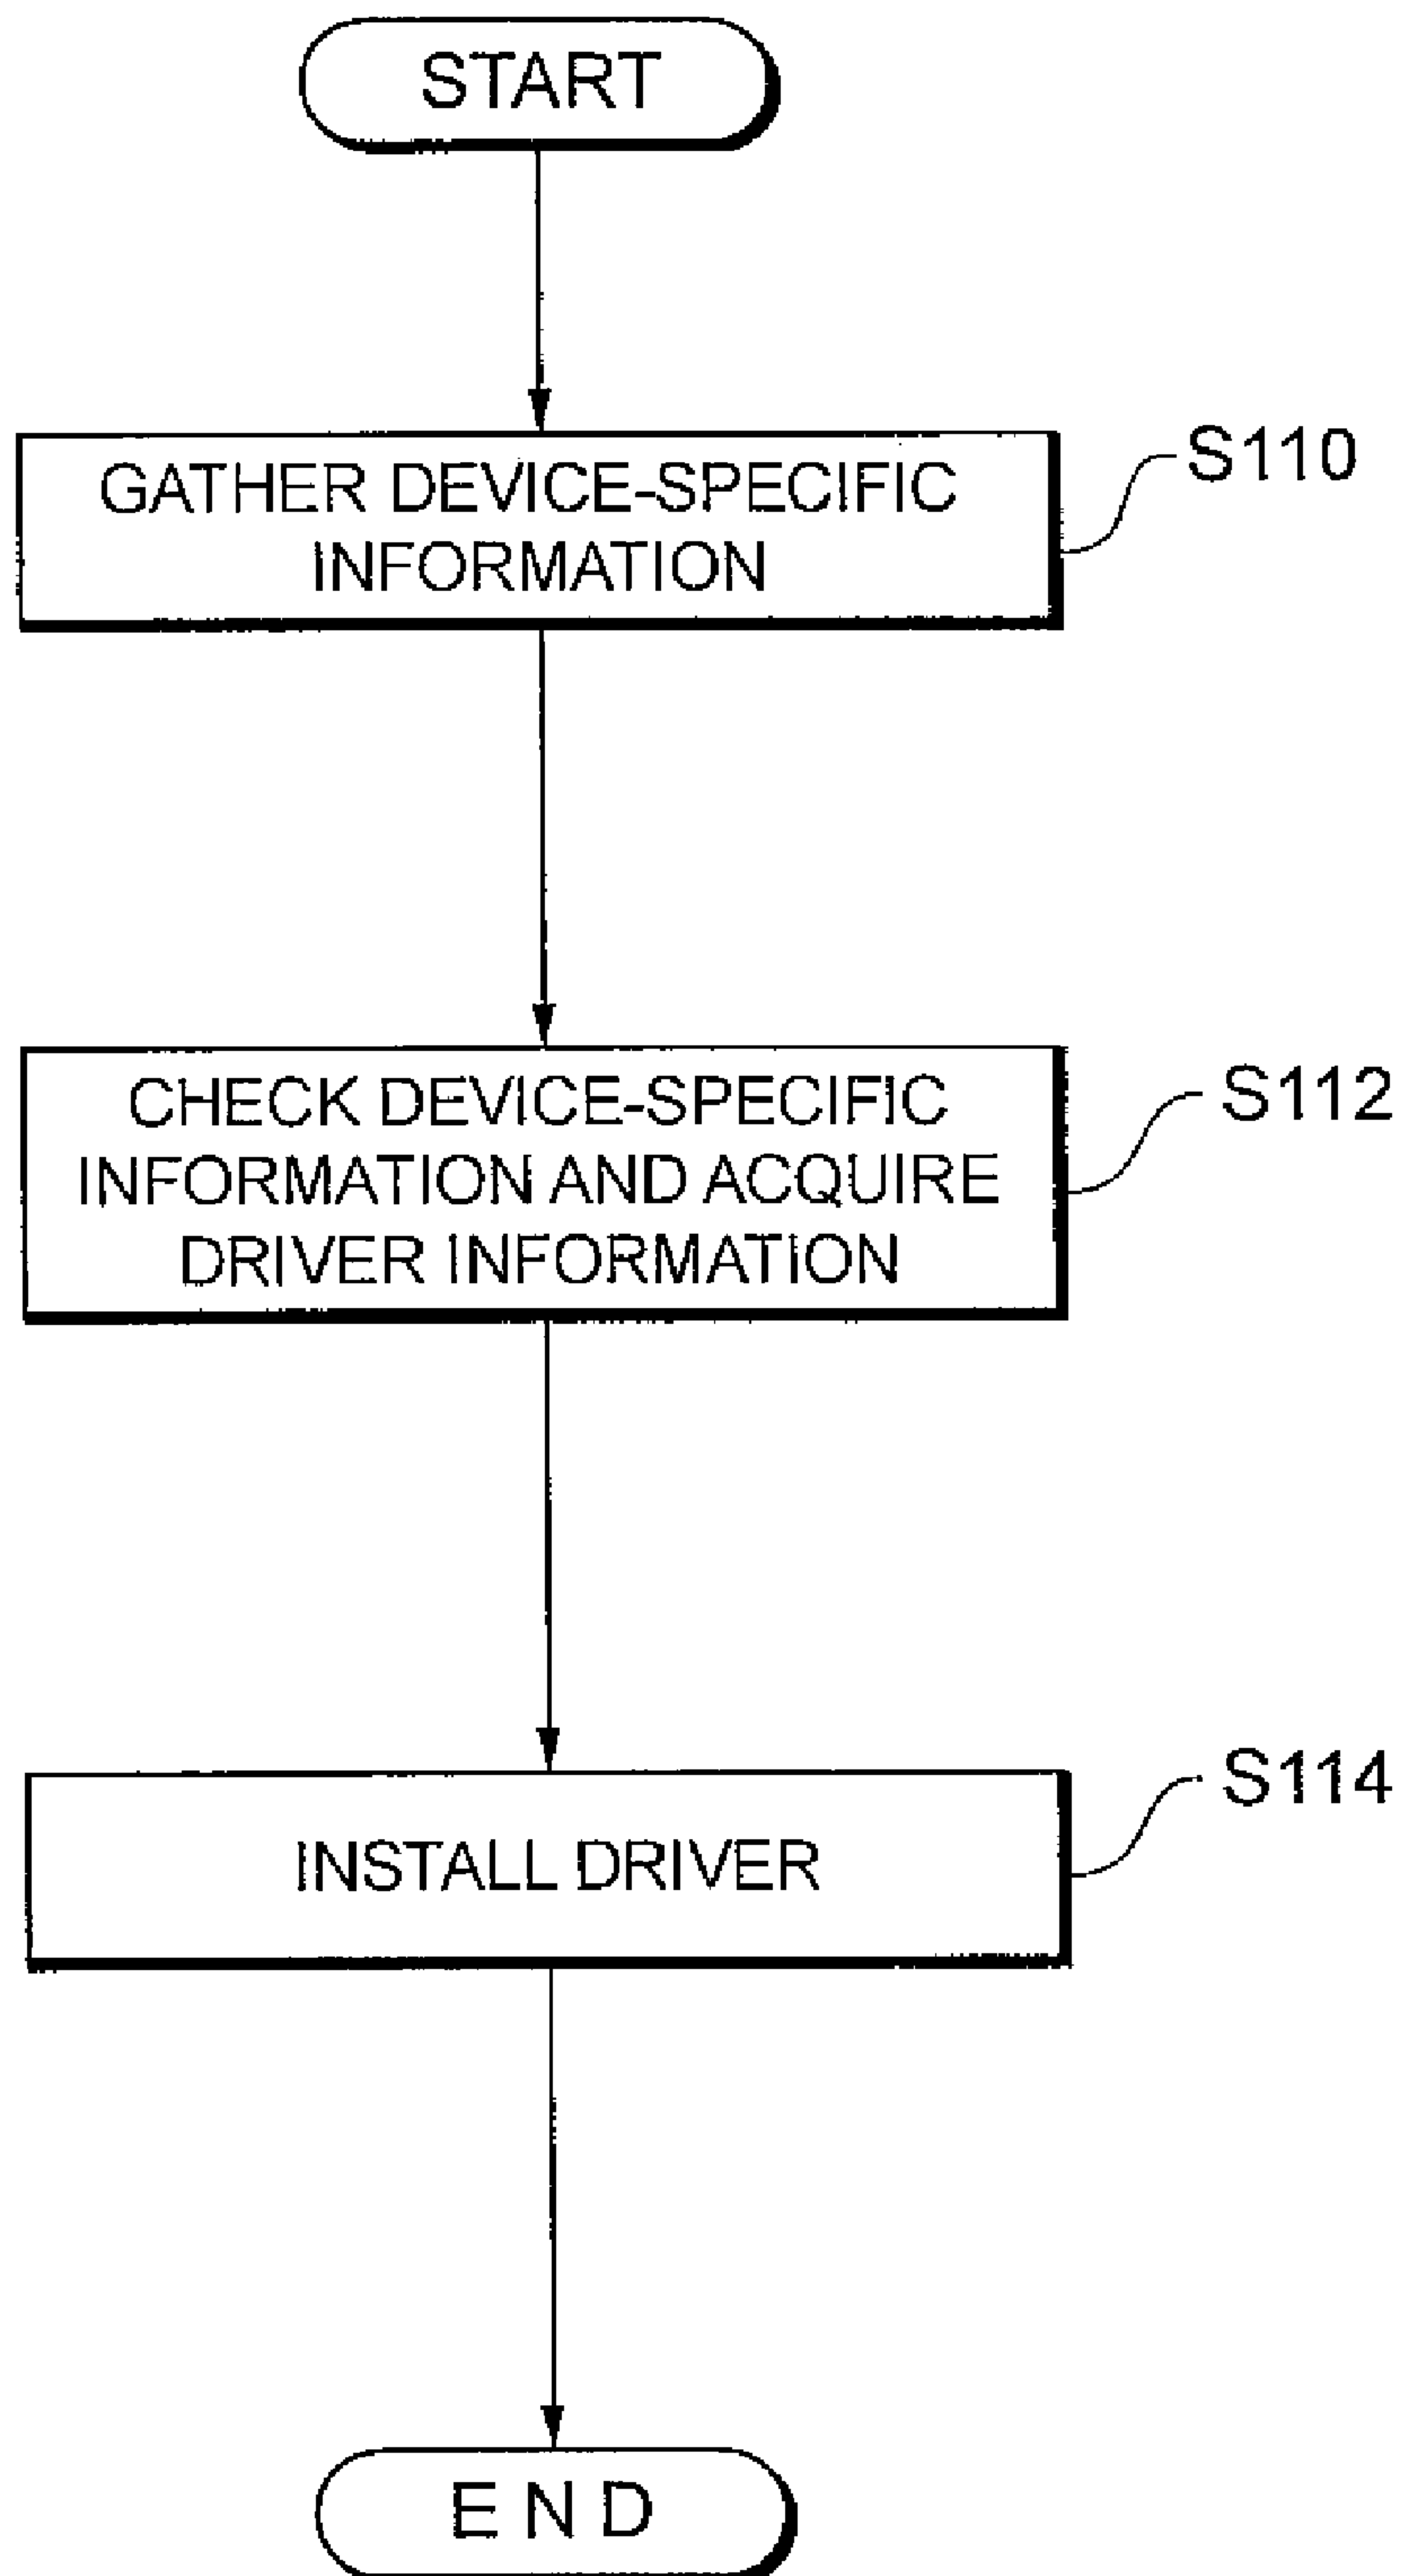 START
GATHER DEVICE-SPECIFIC
INFORMATION
S110
CHECK DEVICE-SPECIFIC
INFORMATION AND ACQUIRE
DRIVER INFORMATION
S112
INSTALL DRIVER
S114
END